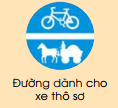 Đường dành cho
xe thô sơ